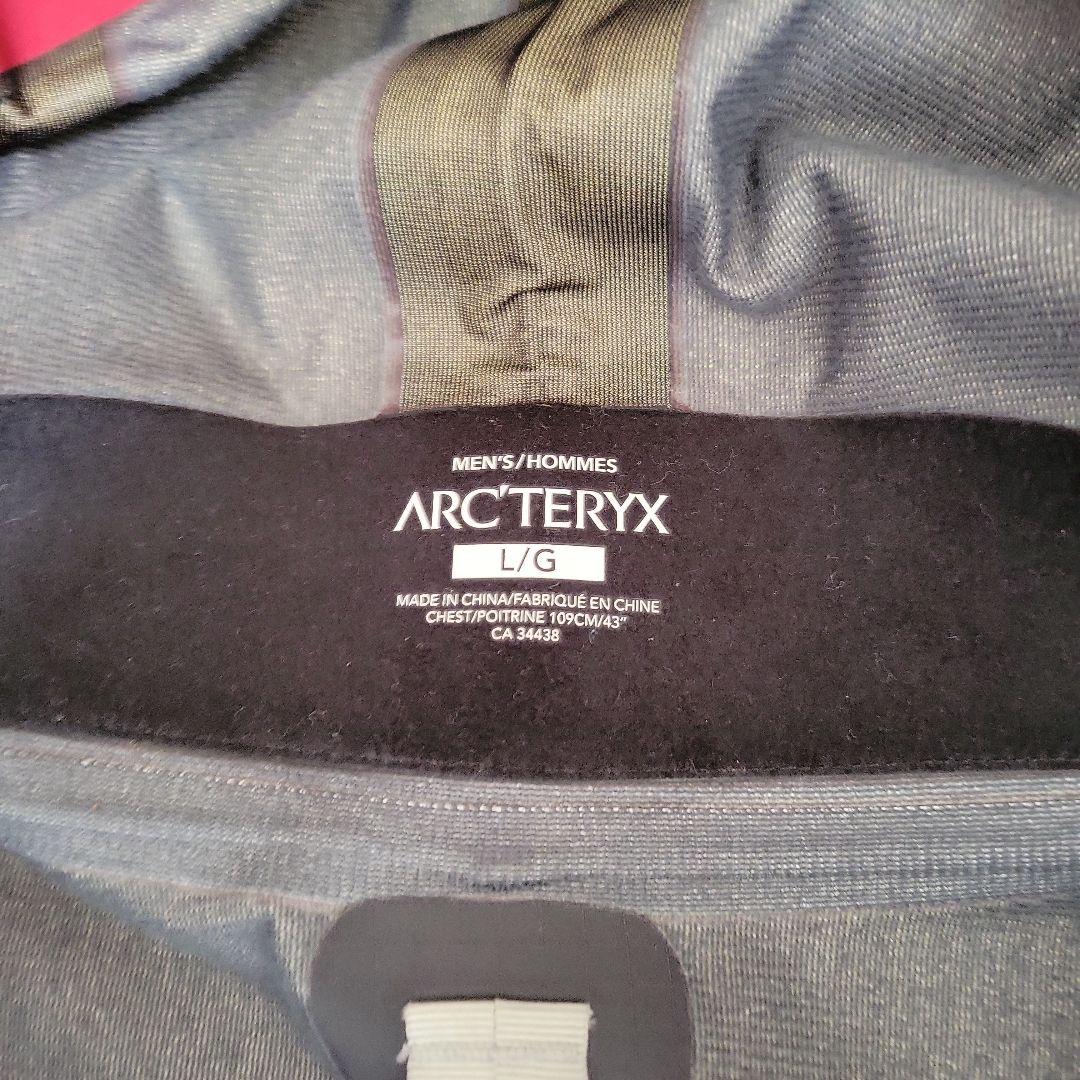 MEN'S/HOMMES
ARC'TERYX
L/G
MADE IN CHINA/FABRIQUÉ EN CHINE
CHEST/POITRINE 109CM/43"
CA 34438